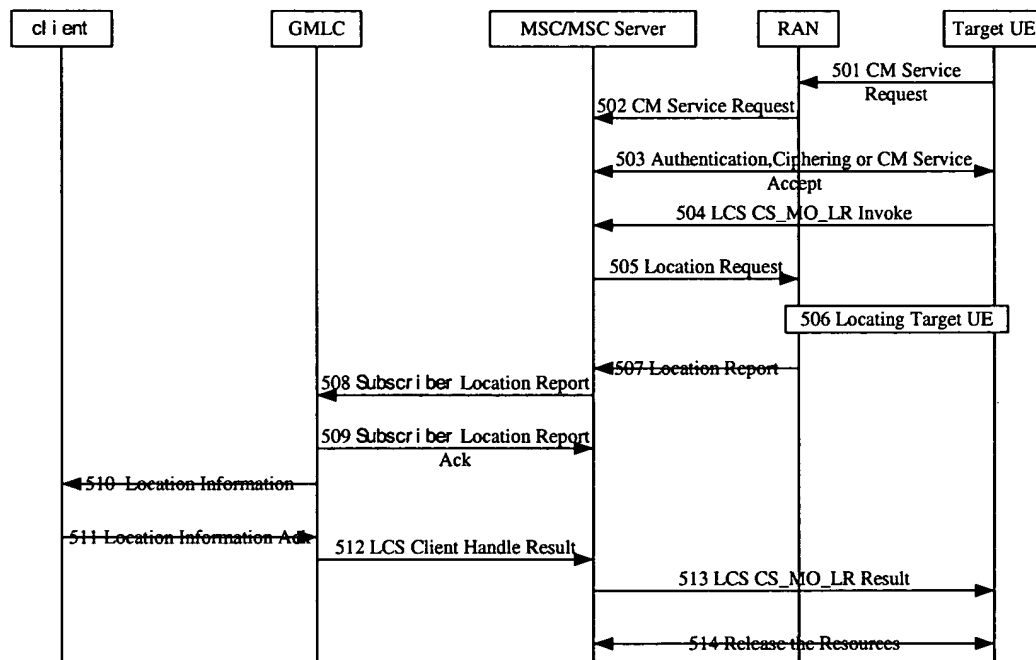 client
GMLC
MSC/MSC Server
RAN
Target UE
501 CM Service
Request
502 CM Service Request
503 Authentication,Ciphering or CM Service
Accept
504 LCS CS_MO_LR Invoke
505 Location Request
506 Locating Target UE
507 Location Report
508 Subscriber Location Report
509 Subscriber Location Report
Ack
510 Location Information
511 Location Information Ack
512 LCS Client Handle Result
513 LCS CS_MO_LR Result
514 Release the Resources